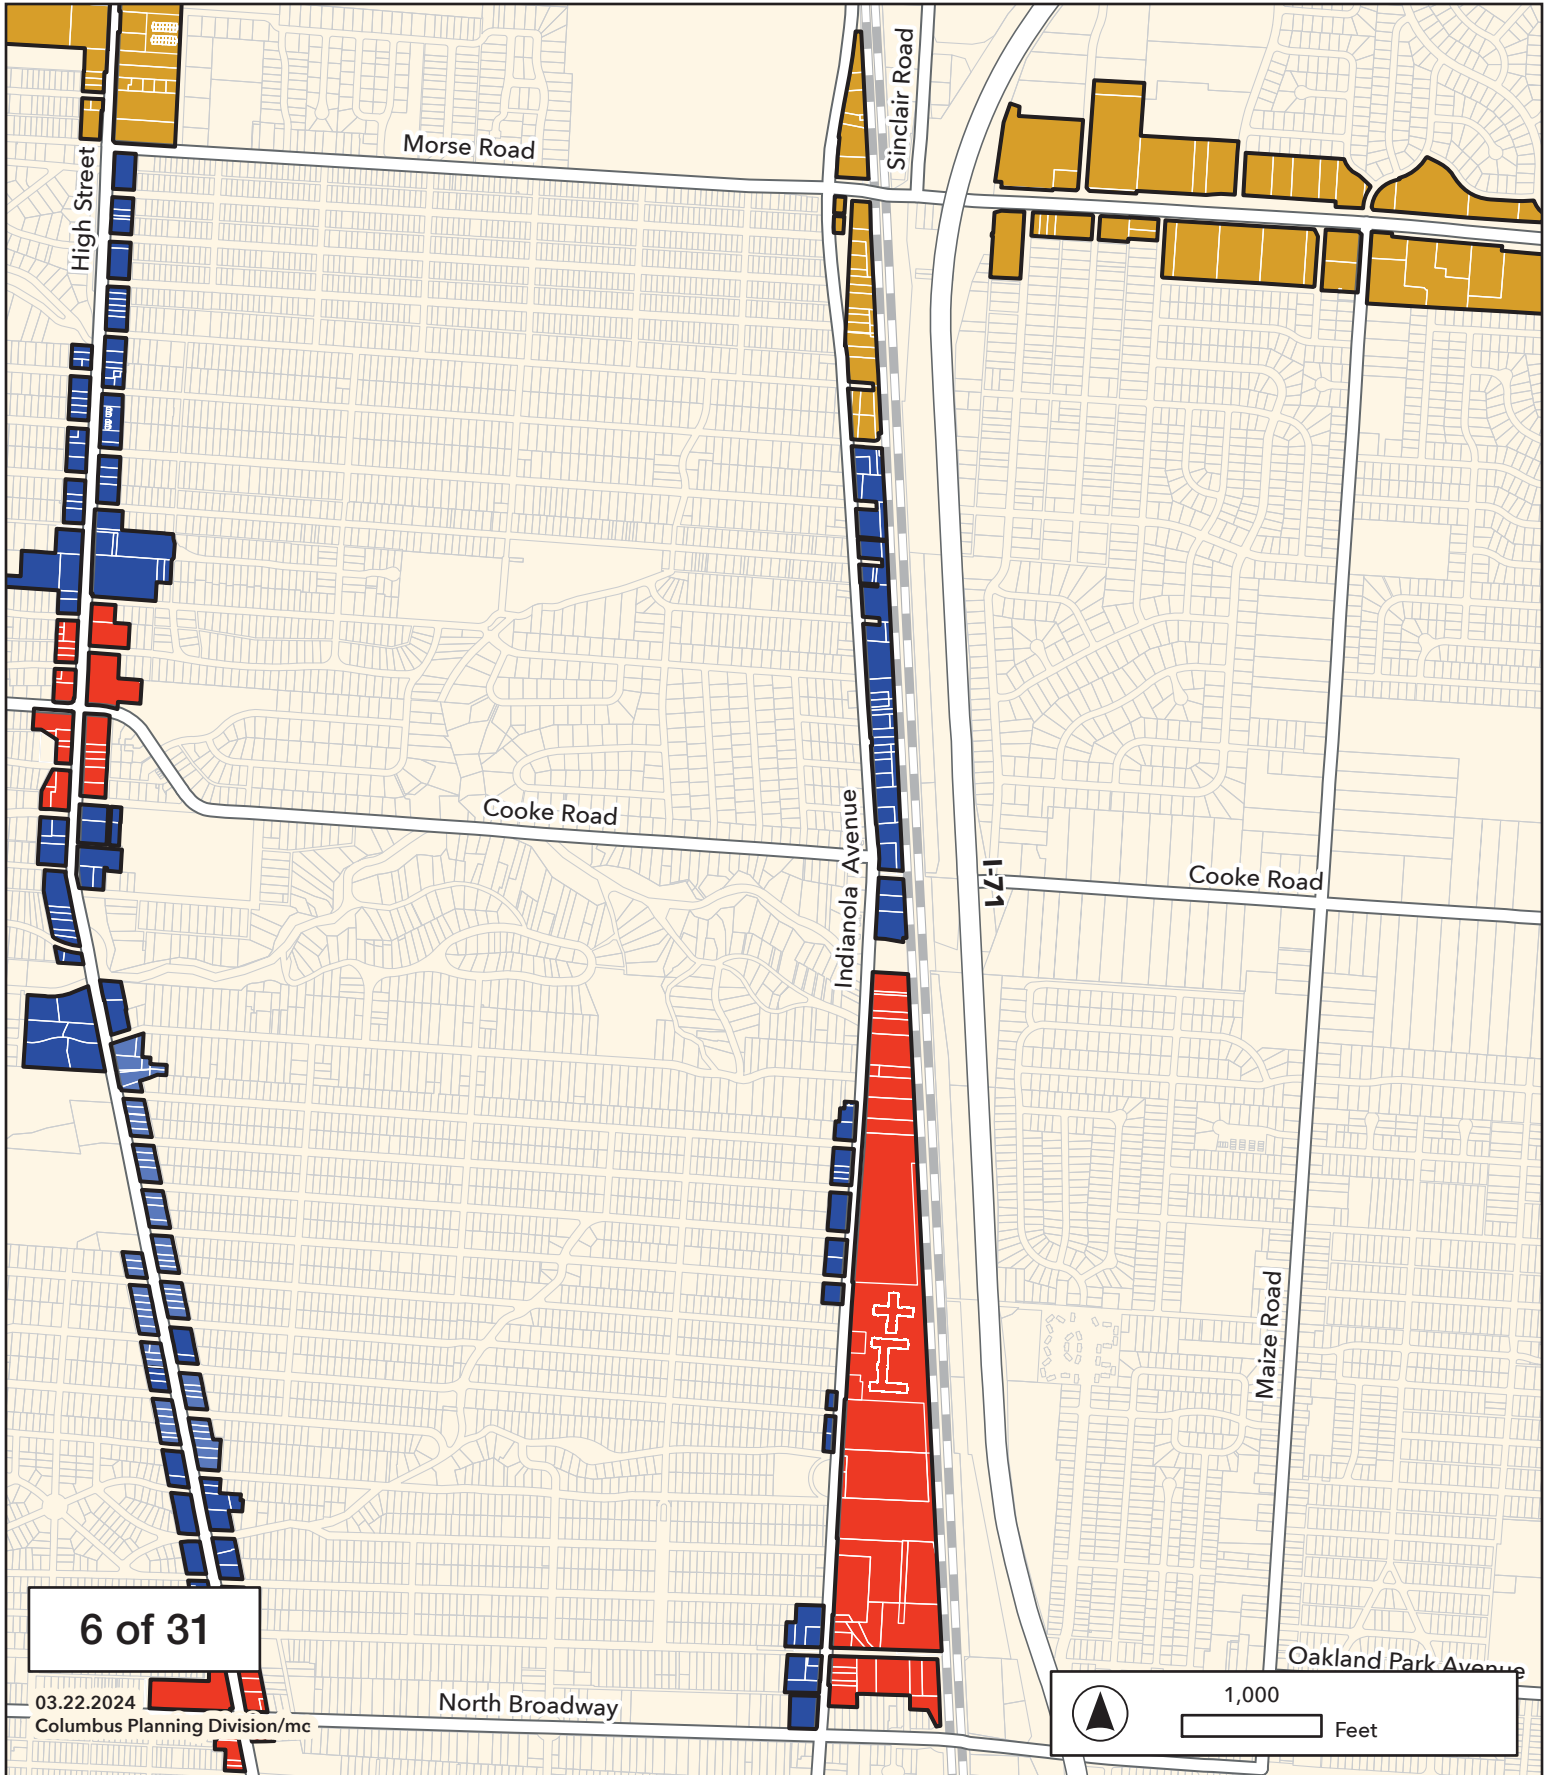 Sinclair Road
Morse Road
High Street
B
B
Cooke Road
Indianola Avenue
I-71
Cooke Road
Maize Road
6 of 31
Oakland Park Avenue
03.22.2024
Columbus Planning Division/mc
North Broadway
1,000
Feet